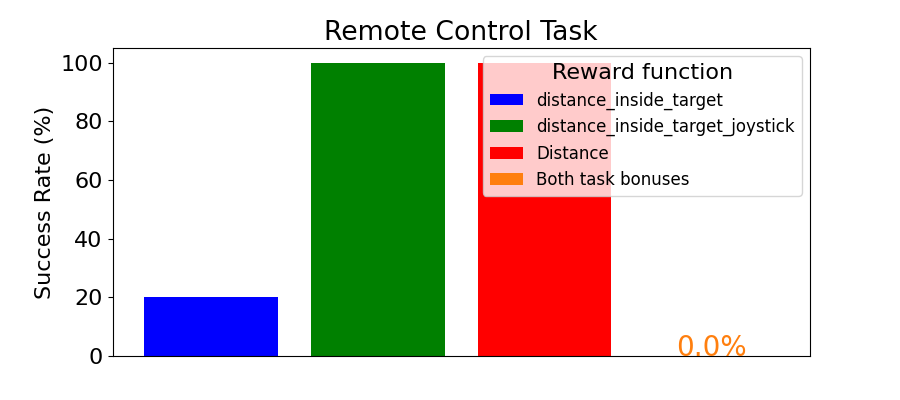 Remote Control Task
Success Rate (%)
100
80
60
40
20
0
Reward function
distance_inside_target
distance_inside_target_joystick
Distance
Both task bonuses
0.0%